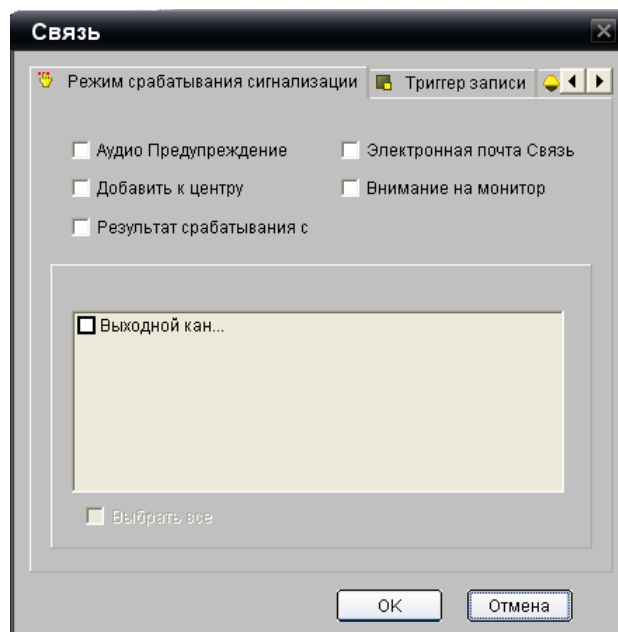 Связь
Режим срабатывания сигнализации Триггер записи
Аудио Предупреждение Электронная почта Связь
Добавить к центру Внимание на монитор
Результат срабатывания с
Выходной кан...
Выбрать все
OK Отмена